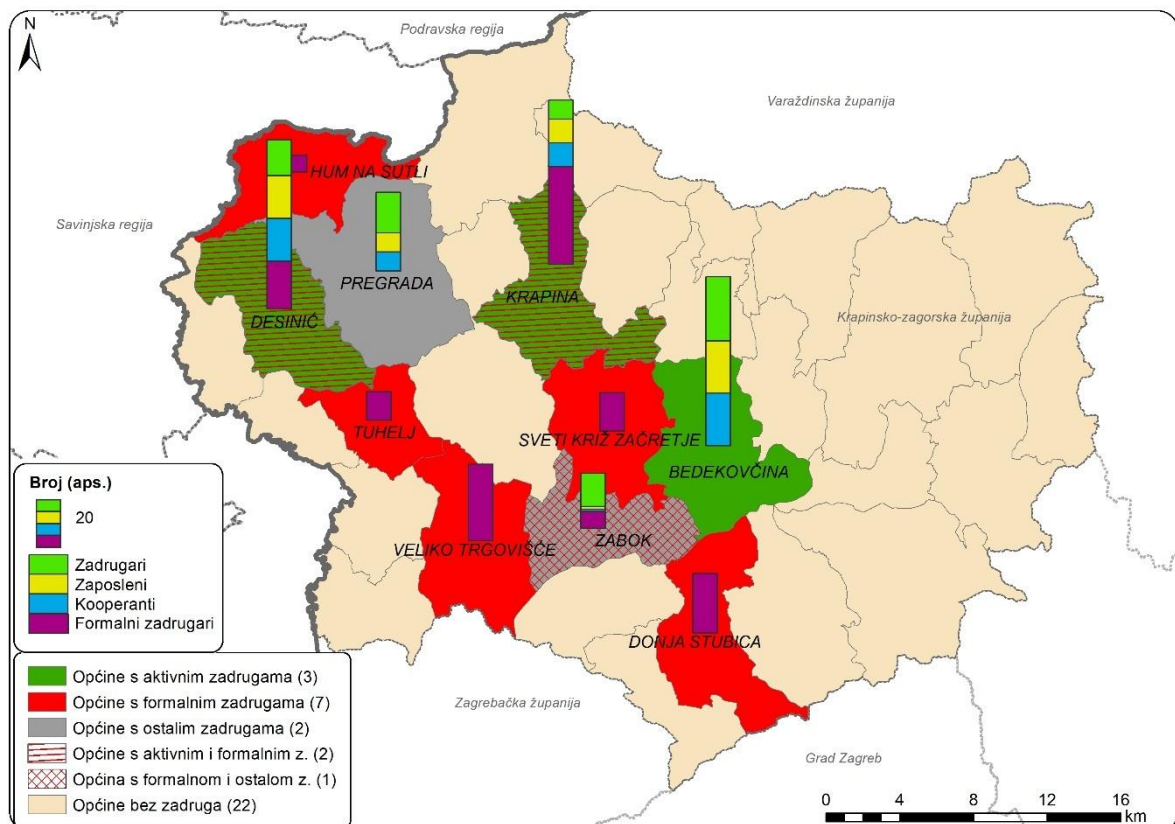 N
Podravska regija
Varaždinska županija
HUM NA SUTLI
Savinjska regija
PREGRADA
KRAPINA
DESINIĆ
Krapinsko-zagorska županija
TUHELJ
SVETI KRIŽ ZAČRETJE
BEDEKOVČINA
VELIKO TRGOVIŠĆE
ZABOK
DONJA STUBICA
Zagrebačka županija
Grad Zagreb
Broj (aps.)
20
Zadrugari
Zaposleni
Kooperanti
Formalni zadrugari
Općine s aktivnim zadrugama (3)
Općine s formalnim zadrugama (7)
Općine s ostalim zadrugama (2)
Općine s aktivnim i formalnim z. (2)
Općina s formalnom i ostalom z. (1)
Općine bez zadruga (22)
0 4 8 12 16
km